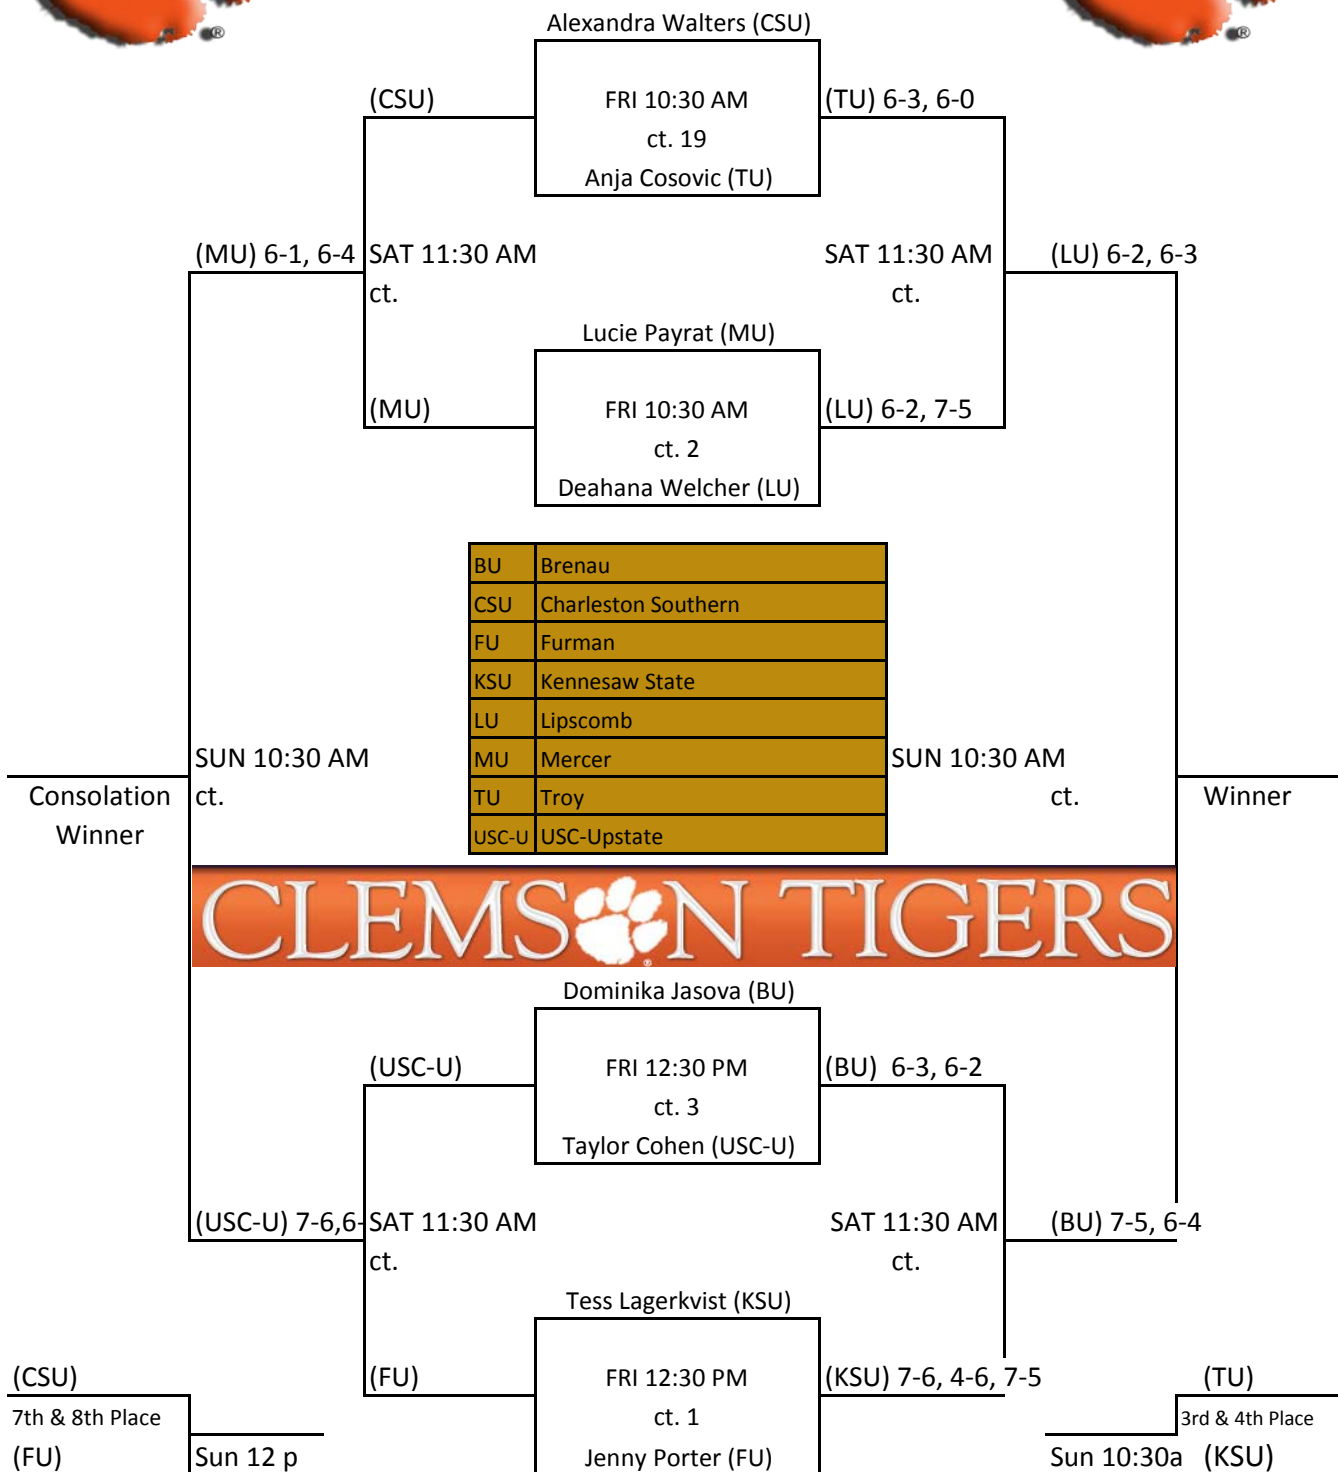 Alexandra Walters (CSU)
(CSU) FRI 10:30 AM (TU) 6-3, 6-0
ct. 19
Anja Cosovic (TU)
(MU) 6-1, 6-4 SAT 11:30 AM SAT 11:30 AM (LU) 6-2, 6-3
ct. ct.
Lucie Payrat (MU)
(MU) FRI 10:30 AM (LU) 6-2, 7-5
ct. 2
Deahana Welcher (LU)
BU Brenau
CSU Charleston Southern
FU Furman
KSU Kennesaw State
LU Lipscomb
SUN 10:30 AM MU Mercer SUN 10:30 AM
Consolation ct. TU Troy ct. Winner
Winner USC-U USC-Upstate
CLEMSON TIGERS
Dominika Jasova (BU)
(USC-U) FRI 12:30 PM (BU) 6-3, 6-2
ct. 3
Taylor Cohen (USC-U)
(USC-U) 7-6,6- SAT 11:30 AM SAT 11:30 AM (BU) 7-5, 6-4
ct. ct.
Tess Lagerkvist (KSU)
(CSU) (FU) FRI 12:30 PM (KSU) 7-6, 4-6, 7-5 (TU)
7th & 8th Place ct. 1 3rd & 4th Place
(FU) Sun 12 p Jenny Porter (FU) Sun 10:30a (KSU)